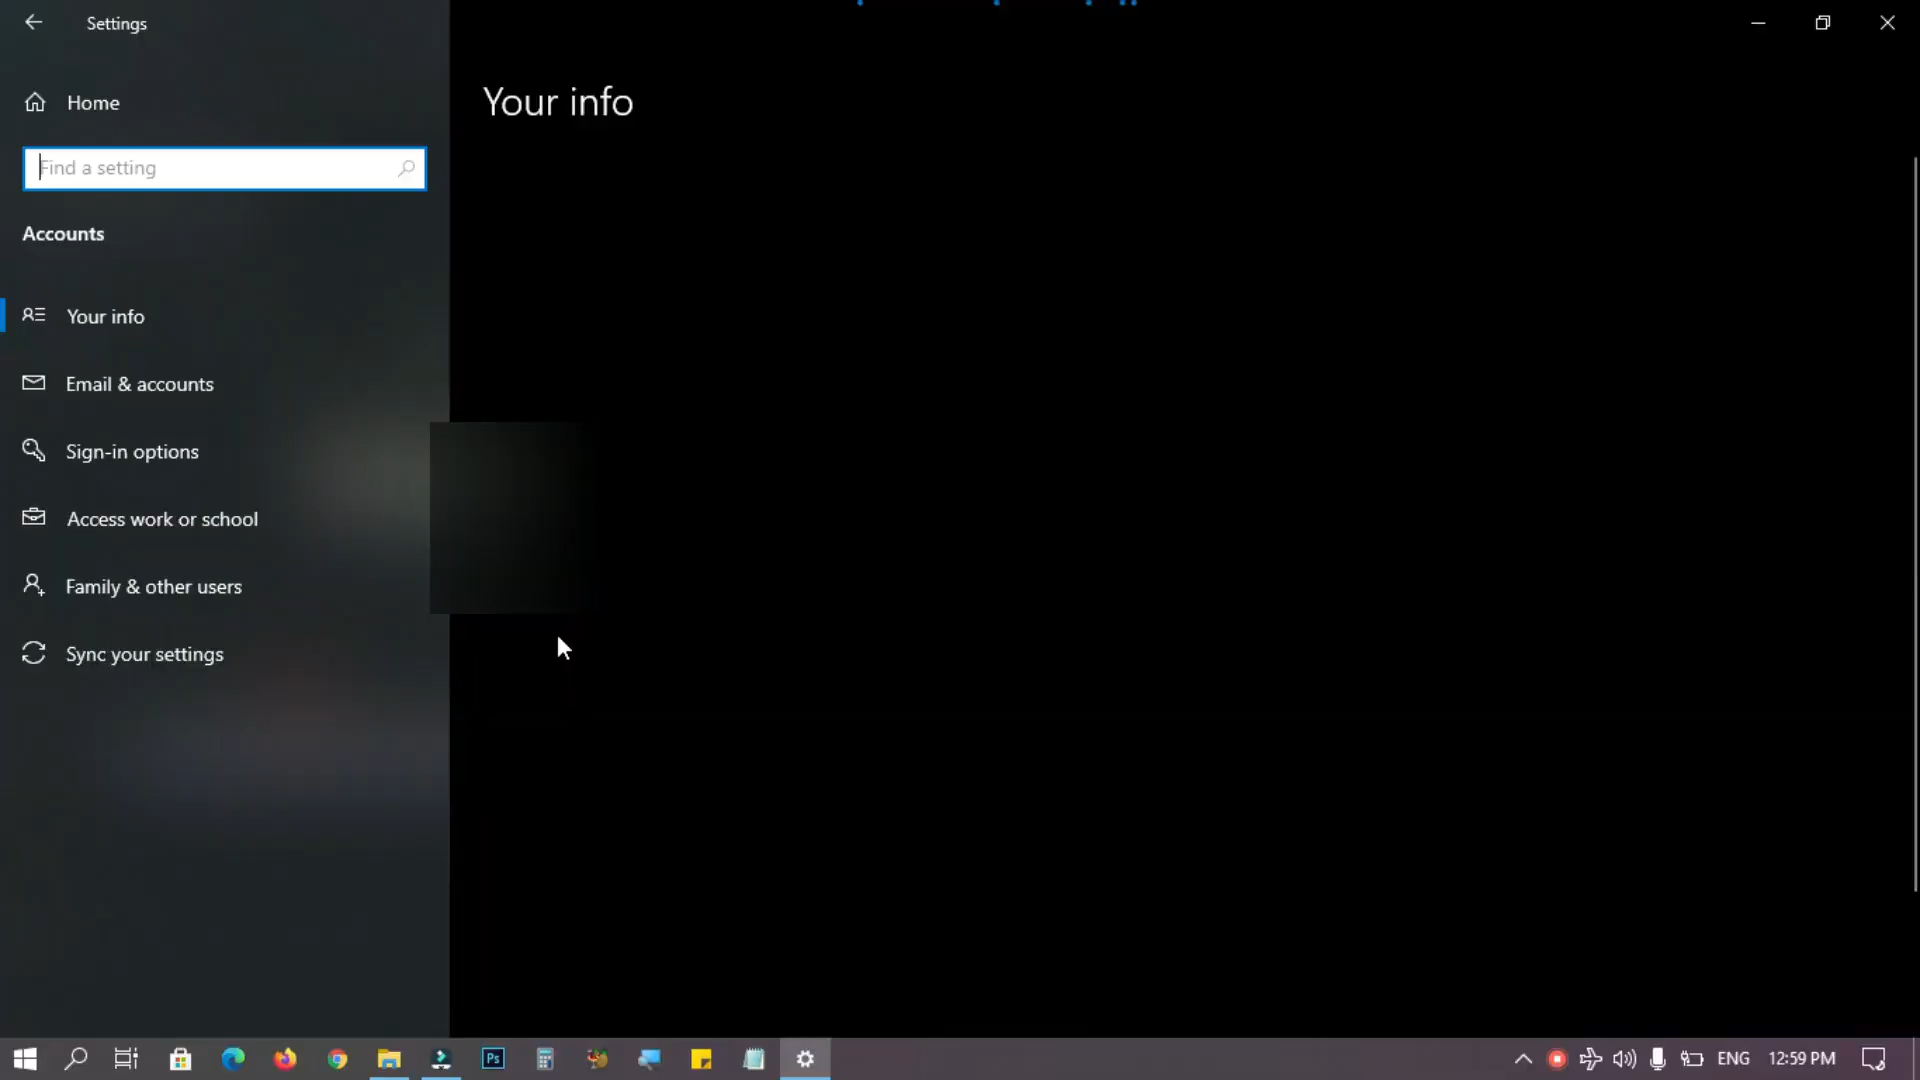 Settings
Home
Find a setting
Accounts
Your info
Email & accounts
Sign-in options
Access work or school
Family & other users
Sync your settings
Your info
Ps
ENG
12:59 PM